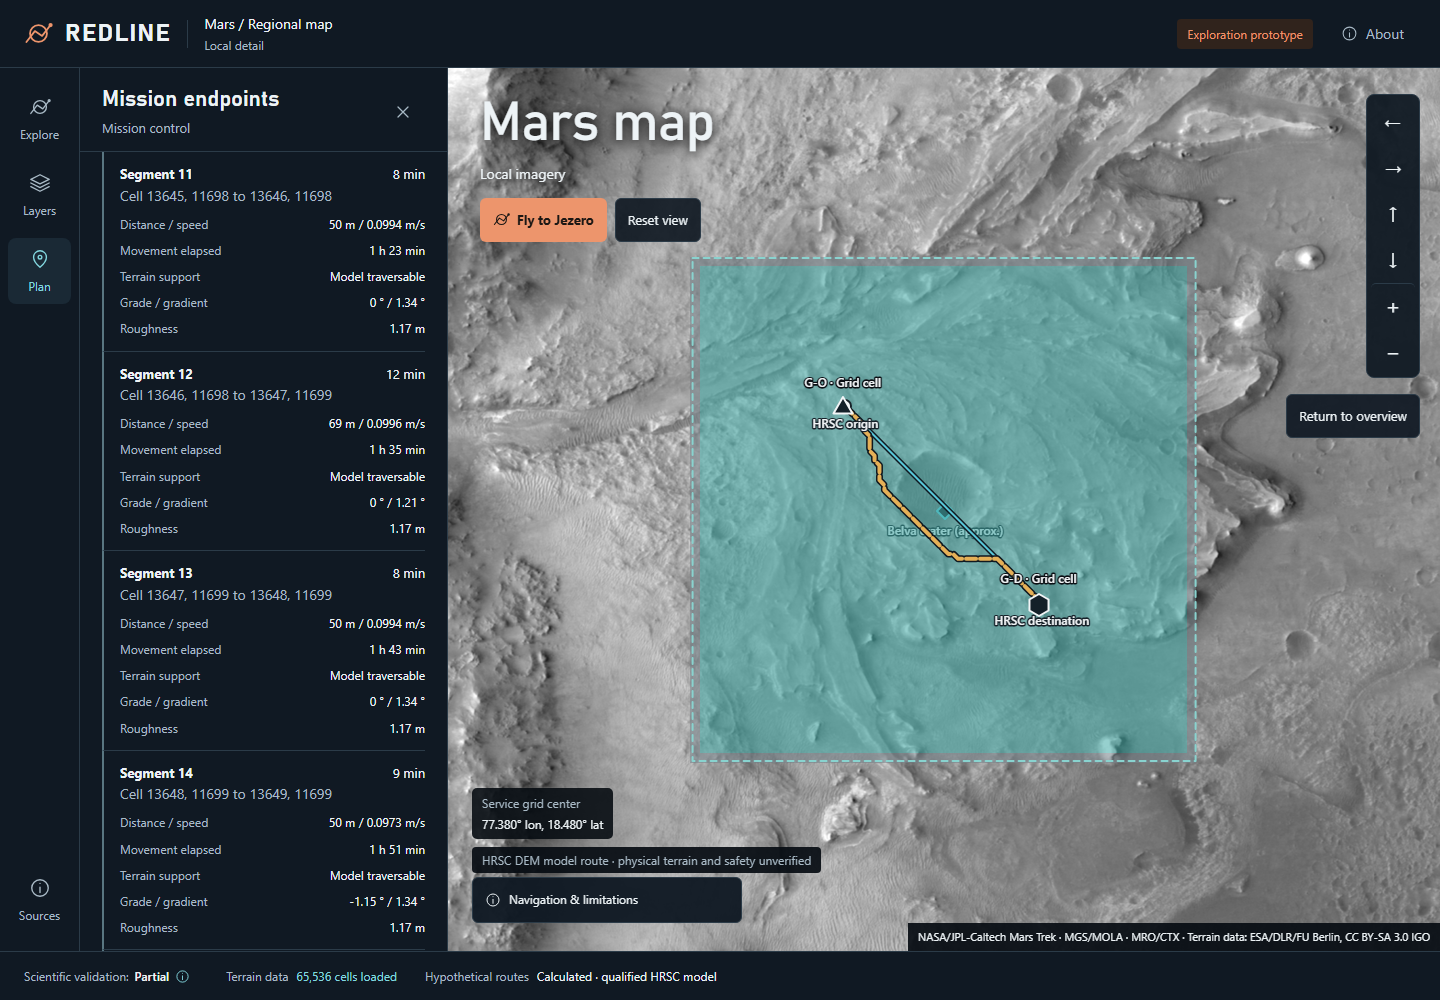 REDLINE
Mars / Regional map
Local detail
Exploration prototype
About
Explore
Layers
Plan
Sources
Mission endpoints
Mission control
Segment 11 8 min
Cell 13645, 11698 to 13646, 11698
Distance / speed 50 m / 0.0994 m/s
Movement elapsed 1 h 23 min
Terrain support Model traversable
Grade / gradient 0 ° / 1.34 °
Roughness 1.17 m
Segment 12 12 min
Cell 13646, 11698 to 13647, 11699
Distance / speed 69 m / 0.0996 m/s
Movement elapsed 1 h 35 min
Terrain support Model traversable
Grade / gradient 0 ° / 1.21 °
Roughness 1.17 m
Segment 13 8 min
Cell 13647, 11699 to 13648, 11699
Distance / speed 50 m / 0.0994 m/s
Movement elapsed 1 h 43 min
Terrain support Model traversable
Grade / gradient 0 ° / 1.34 °
Roughness 1.17 m
Segment 14 9 min
Cell 13648, 11699 to 13649, 11699
Distance / speed 50 m / 0.0973 m/s
Movement elapsed 1 h 51 min
Terrain support Model traversable
Grade / gradient -1.15 ° / 1.34 °
Roughness 1.17 m
Mars map
Local imagery
Fly to Jezero
Reset view
Return to overview
G-O · Grid cell
HRSC origin
Belva crater (approx.)
G-D · Grid cell
HRSC destination
Service grid center
77.380° lon, 18.480° lat
HRSC DEM model route · physical terrain and safety unverified
Navigation & limitations
NASA/JPL-Caltech Mars Trek · MGS/MOLA · MRO/CTX · Terrain data: ESA/DLR/FU Berlin, CC BY-SA 3.0 IGO
Scientific validation: Partial
Terrain data 65,536 cells loaded
Hypothetical routes Calculated · qualified HRSC model